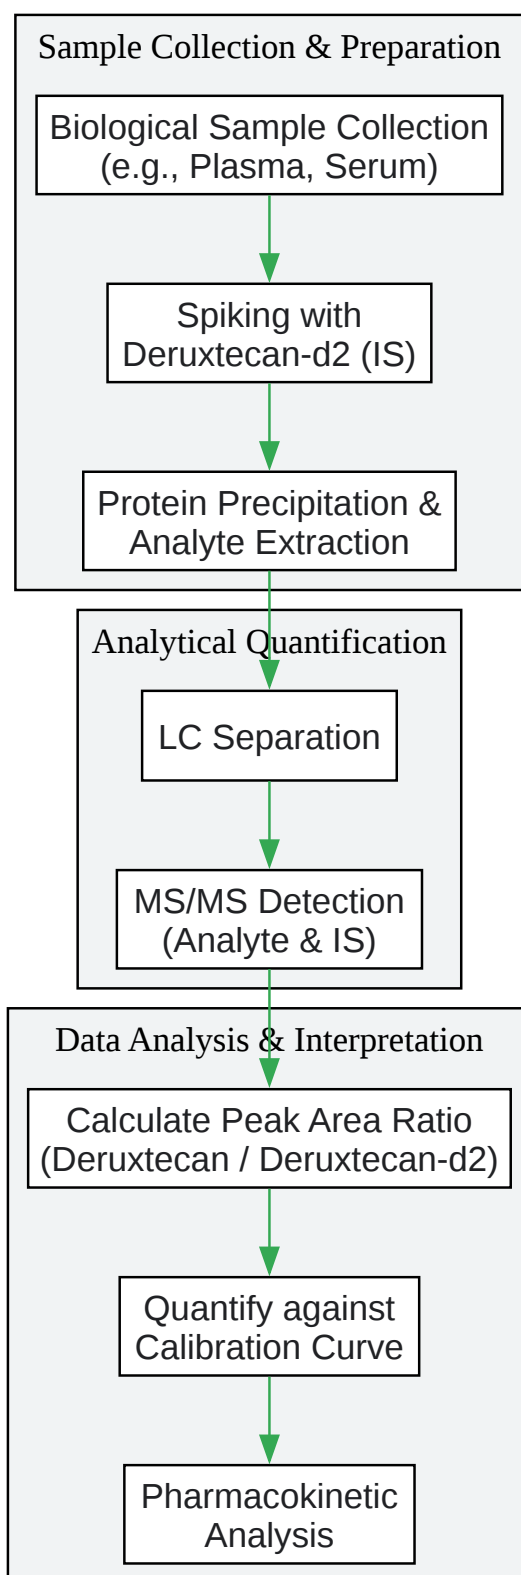 Sample Collection & Preparation
Biological Sample Collection
(e.g., Plasma, Serum)
Spiking with
Deruxtecan-d2 (IS)
Protein Precipitation &
Analyte Extraction
Analytical Quantification
LC Separation
MS/MS Detection
(Analyte & IS)
Data Analysis & Interpretation
Calculate Peak Area Ratio
(Deruxtecan / Deruxtecan-d2)
Quantify against
Calibration Curve
Pharmacokinetic
Analysis